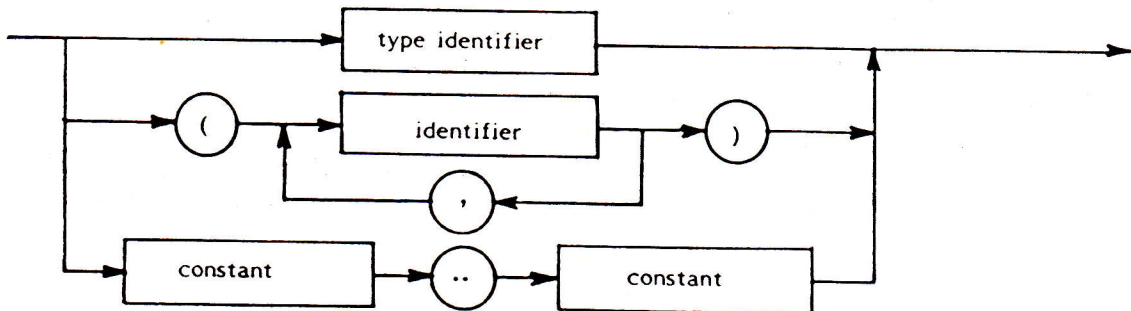 type identifier
( identifier )
,
constant .. constant